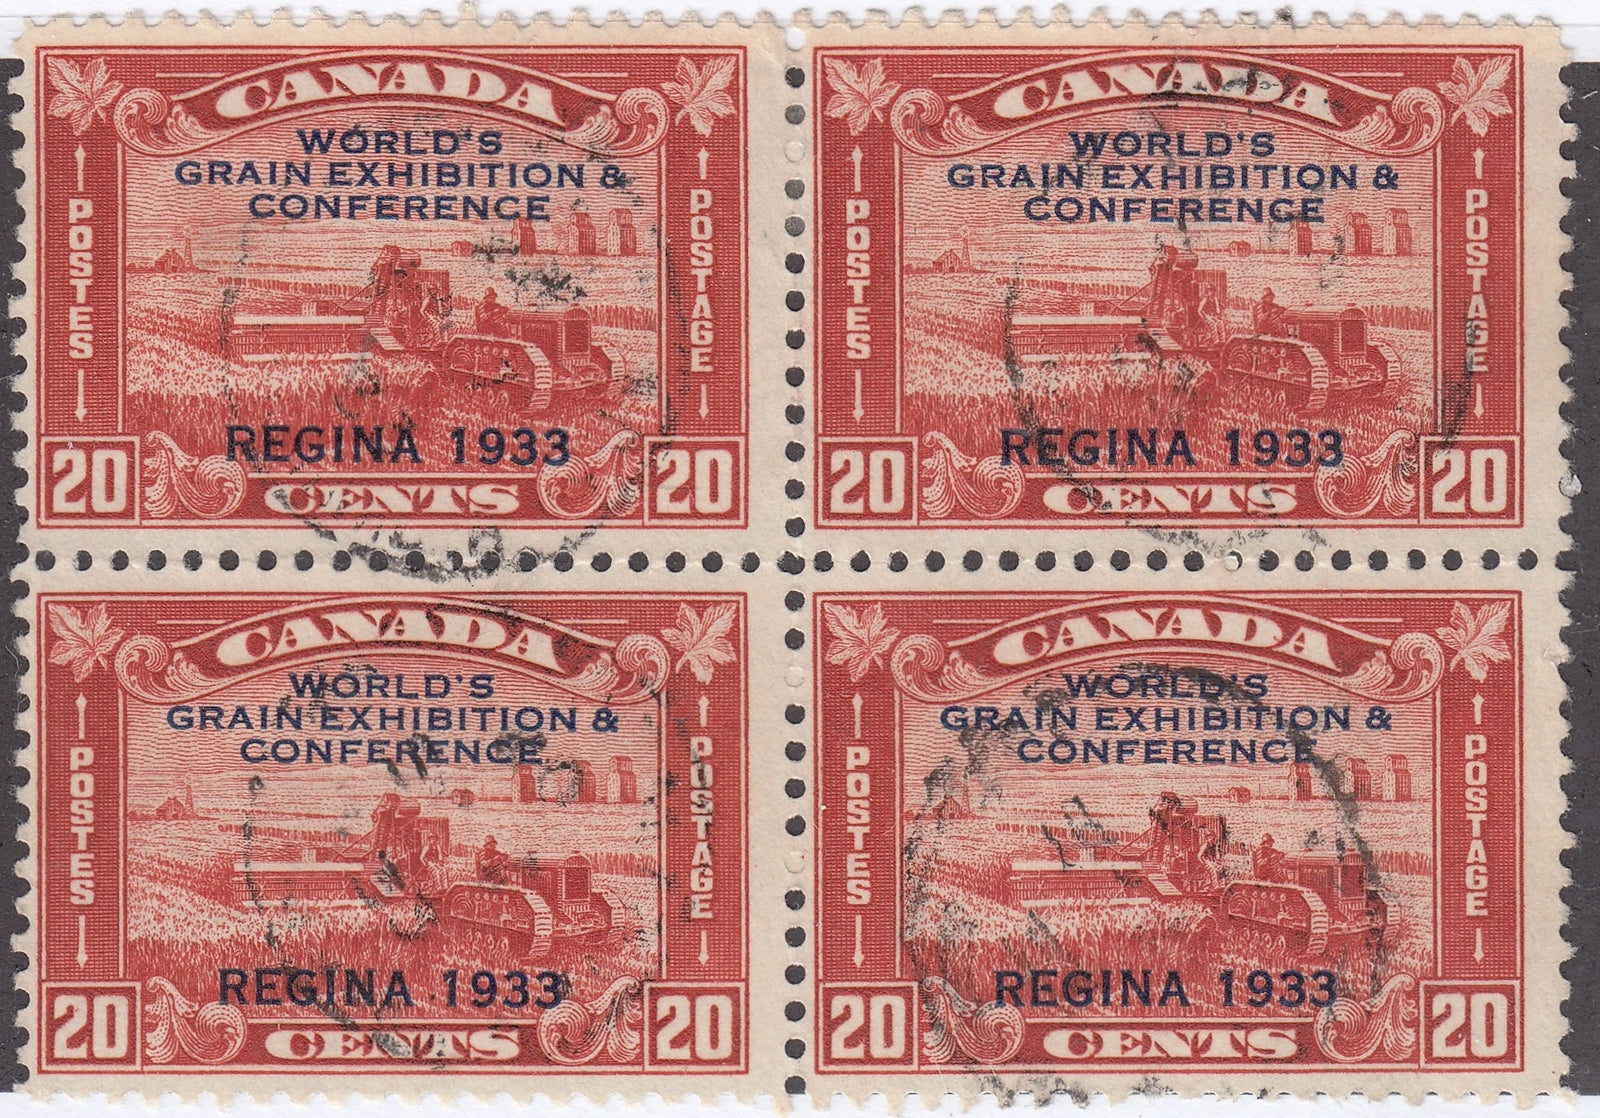 CANADA
WORLD'S
GRAIN EXHIBITION &
CONFERENCE
POSTES
POSTAGE
REGINA 1933
20 CENTS 20
CANADA
WORLD'S
GRAIN EXHIBITION &
CONFERENCE
POSTES
POSTAGE
REGINA 1933
20 CENTS 20
CANADA
WORLD'S
GRAIN EXHIBITION &
CONFERENCE
POSTES
POSTAGE
REGINA 1933
20 CENTS 20
CANADA
WORLD'S
GRAIN EXHIBITION &
CONFERENCE
POSTES
POSTAGE
REGINA 1933
20 CENTS 20